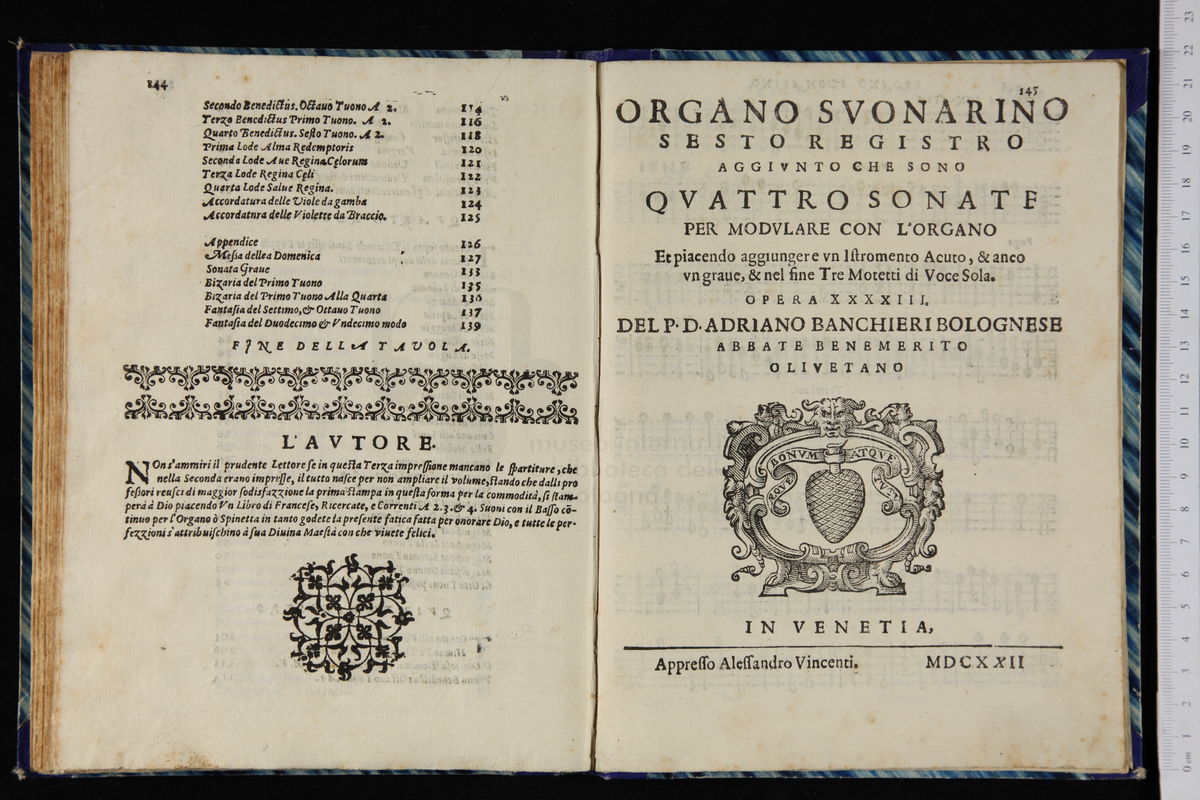 144
Secondo Benedictus. Ottauo Tuono A 2. 114
Terzo Benedictus Primo Tuono. A 2. 116
Quarto Benedictus. Sesto Tuono. A 2. 118
Prima Lode Alma Redemptoris 120
Seconda Lode Aue Regina Cęlorum 121
Terza Lode Regina Cęli 122
Quarta Lode Salue Regina. 123
Accordatura delle Viole da gamba 124
Accordatnra delle Violette da Braccio. 125
Appendice 126
Messa dellea Domenica 127
Sonata Graue 133
Bizaria del Primo Tuono 135
Bizaria del Primo Tuono Alla Quarta 136
Fantasia del Settimo, & Ottauo Tuono 137
Fantasia del Duodecimo & Vndecimo modo 139
FINE DELLA TAVOLA.
L'AVTORE.
NOn s'ammiri il prudente Lettore se in questa Terza impressione mancano le spartiture, che
nella Seconda erano impresse, il tutto nasce per non ampliare il volume, stando che dalli pro
fessori reuscì di maggior sodisfazzione la prima stampa in questa forma per la commodità, si stam-
perà à Dio piacendo Vn Libro di Francese, Ricercate, e Correnti A 2. 3. & 4. Suoni con il Basso cō-
tinuo per l'Organo ò Spinetta in tanto godete la presente fatica fatta per onorare Dio, e tutte le per-
fezzioni s'attribuischino à sua Diuina Maestà con che viuete felici.
145
ORGANO SVONARINO
SESTO REGISTRO
AGGIVNTO CHE SONO
QVATTRO SONATE
PER MODVLARE CON L'ORGANO
Et piacendo aggiungere vn Istromento Acuto, & anco
vn graue, & nel fine Tre Motetti di Voce Sola.
OPERA XXXXIII.
DEL P. D. ADRIANO BANCHIERI BOLOGNESE
ABBATE BENEMERITO
OLIVETANO
ÆQVE BONVM ATQVE TVTVM
IN VENETIA,
Appresso Alessandro Vincenti. MDCXXII